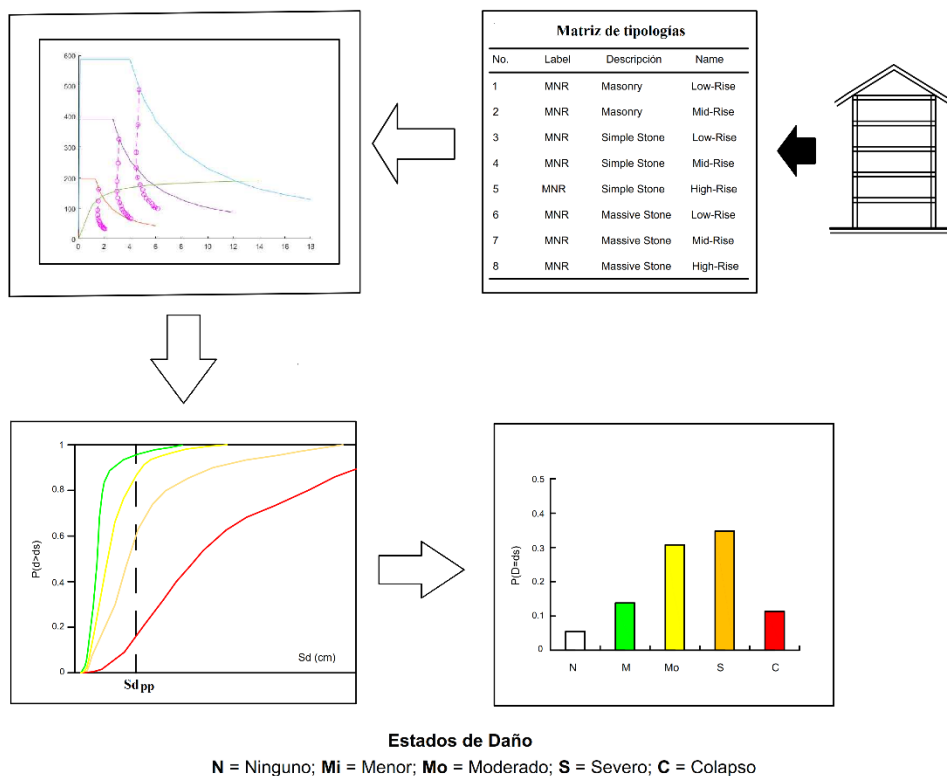 600
500
400
300
200
100
0
0 2 4 6 8 10 12 14 16 18
Matriz de tipologías
No. Label Descripción Name
1 MNR Masonry Low-Rise
2 MNR Masonry Mid-Rise
3 MNR Simple Stone Low-Rise
4 MNR Simple Stone Mid-Rise
5 MNR Simple Stone High-Rise
6 MNR Massive Stone Low-Rise
7 MNR Massive Stone Mid-Rise
8 MNR Massive Stone High-Rise
P(d>ds)
1
0.8
0.6
0.4
0.2
0
Sd (cm)
Sdpp
P(D=ds)
0.5
0.4
0.3
0.2
0.1
0
N M Mo S C
Estados de Daño
N = Ninguno; Mi = Menor; Mo = Moderado; S = Severo; C = Colapso